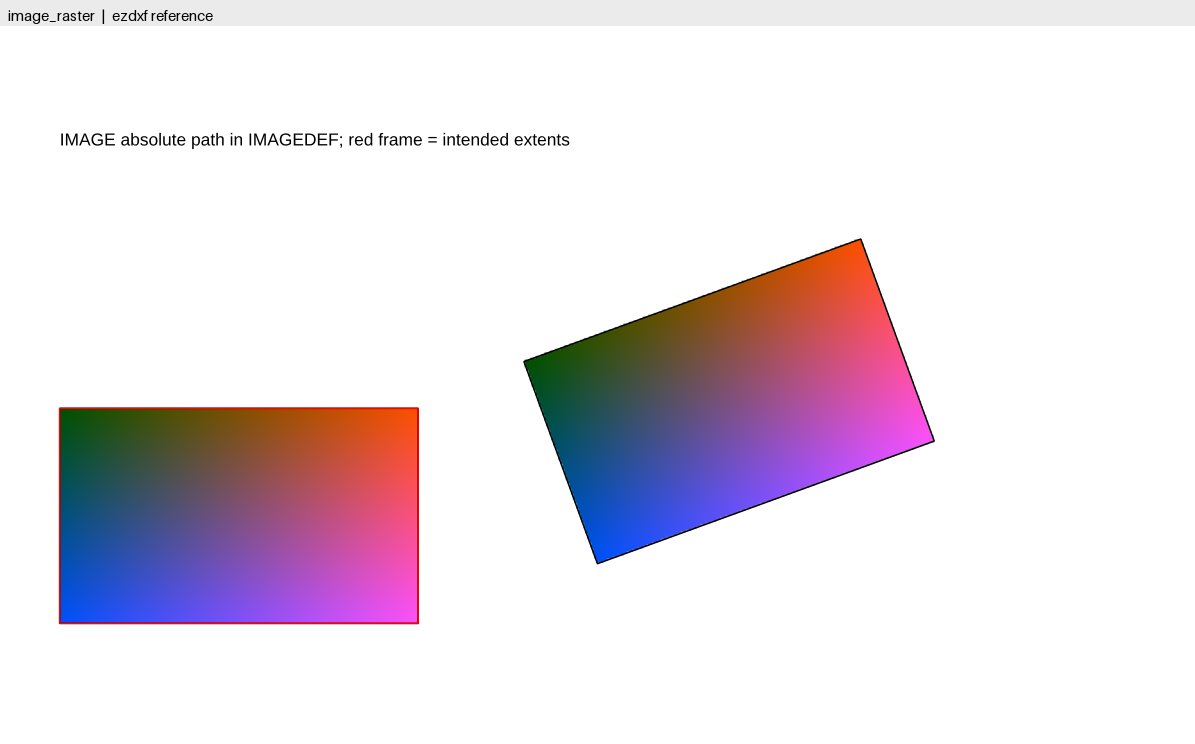 image_raster | ezdxf reference
IMAGE absolute path in IMAGEDEF; red frame = intended extents